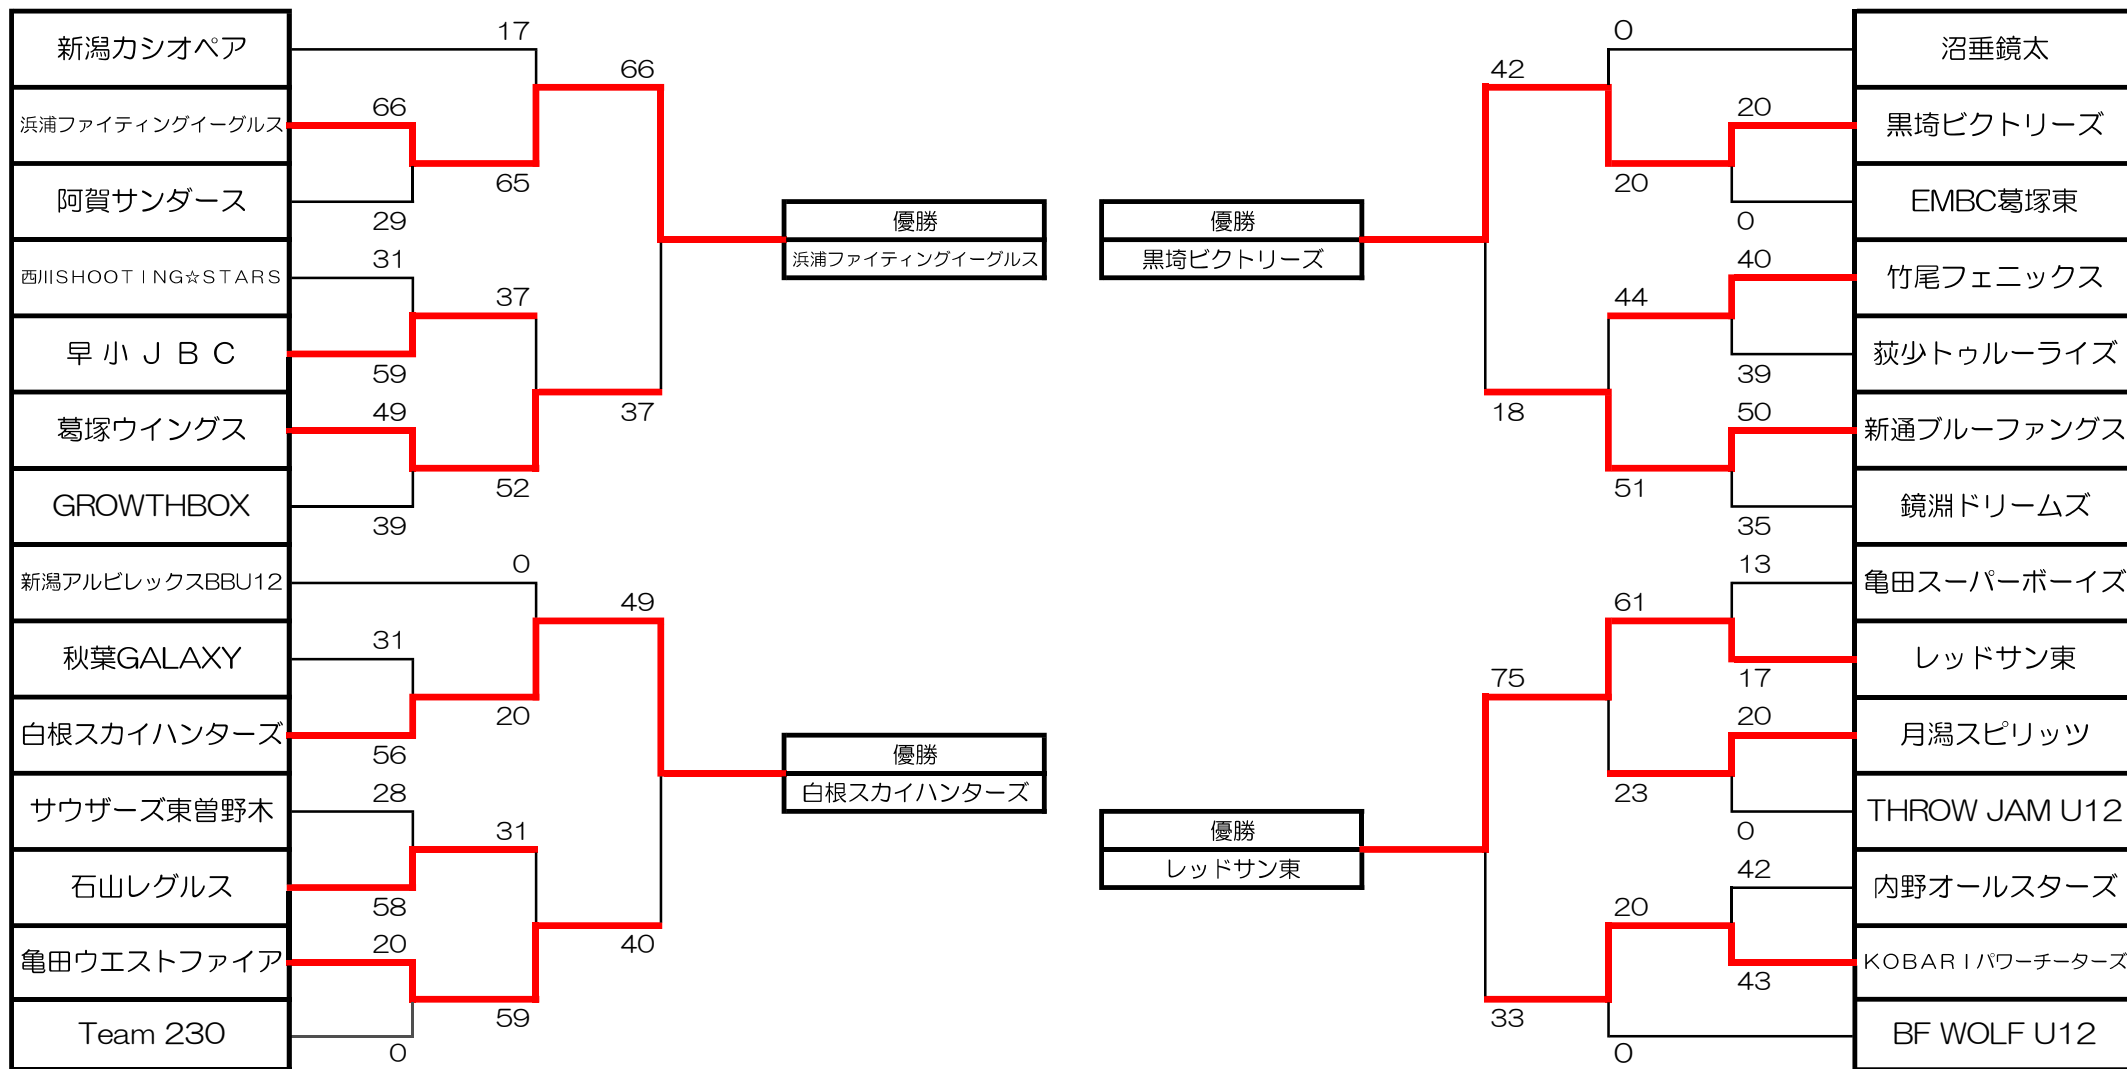 新潟カシオペア
17
66
浜浦ファイティングイーグルス
66
65
阿賀サンダース
29
西川SHOOTING☆STARS
31
37
早小JBC
59
葛塚ウイングス
49
37
52
GROWTHBOX
39
優勝
浜浦ファイティングイーグルス
新潟アルビレックスBBU12
0
49
秋葉GALAXY
31
20
白根スカイハンターズ
56
サウザーズ東曽野木
28
31
石山レグルス
58
亀田ウエストファイア
20
40
59
Team 230
0
優勝
白根スカイハンターズ
0
沼垂鏡太
42
20
黒埼ビクトリーズ
20
EMBC葛塚東
0
優勝
黒埼ビクトリーズ
40
竹尾フェニックス
44
荻少トゥルーライズ
39
50
新通ブルーファングス
18
51
鏡淵ドリームズ
35
13
亀田スーパーボーイズ
61
レッドサン東
75
17
20
月潟スピリッツ
23
THROW JAM U12
0
優勝
レッドサン東
42
内野オールスターズ
20
KOBARIパワーチーターズ
43
33
BF WOLF U12
0